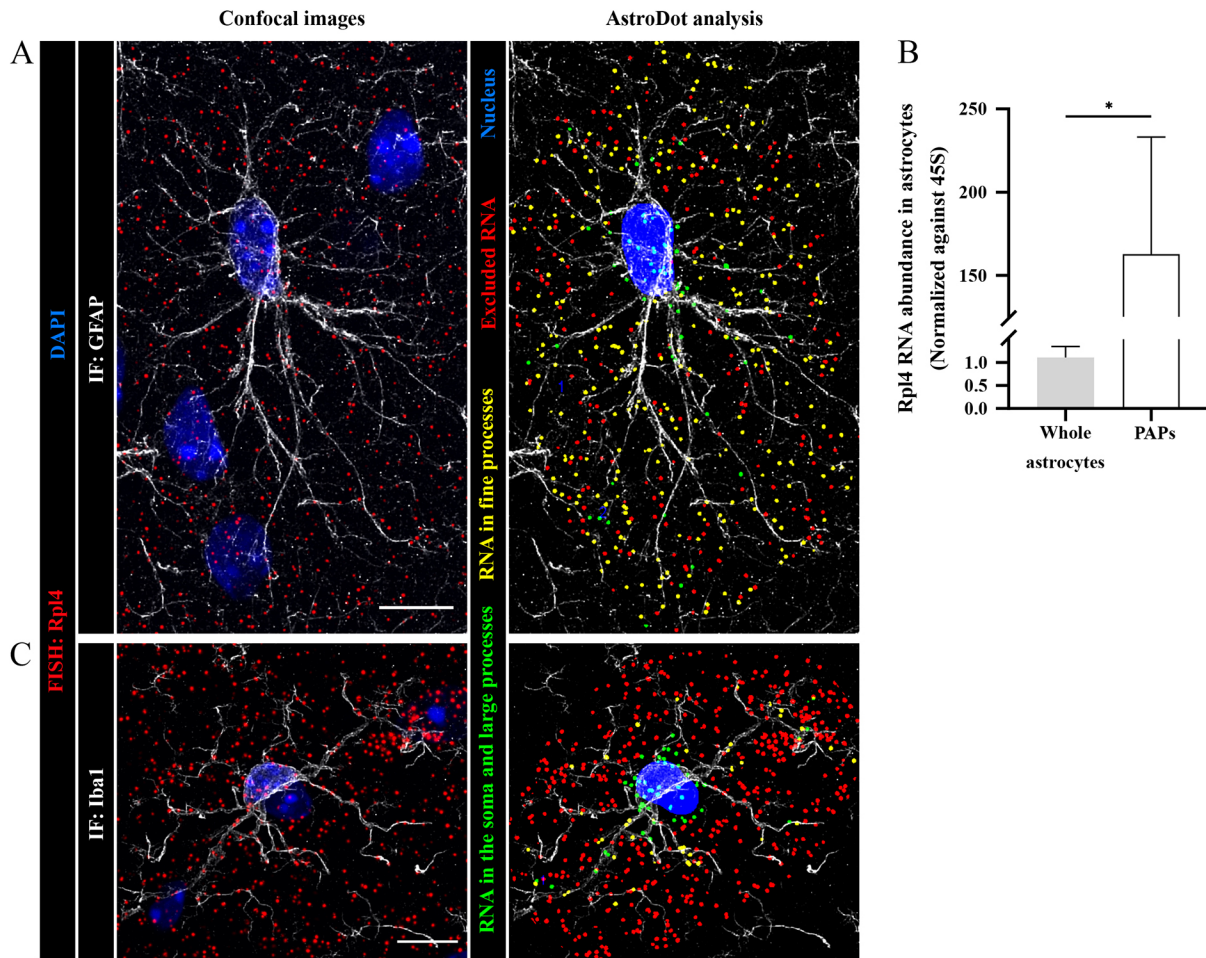 Confocal images
AstroDot analysis
A
DAPI
FISH: Rpl4
IF: GFAP
Nucleus
Excluded RNA
RNA in fine processes
RNA in the soma and large processes
B
Rpl4 RNA abundance in astrocytes
(Normalized against 45S)
250
*
200
150
1.0
0.5
0.0
Whole
astrocytes
PAPs
C
IF: Iba1